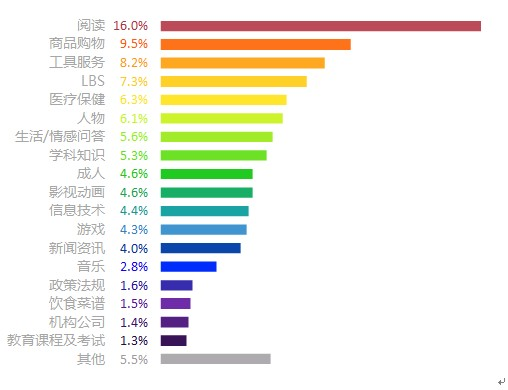 阅读 16.0%
商品购物 9.5%
工具服务 8.2%
LBS 7.3%
医疗保健 6.3%
人物 6.1%
生活/情感问答 5.6%
学科知识 5.3%
成人 4.6%
影视动画 4.6%
信息技术 4.4%
游戏 4.3%
新闻资讯 4.0%
音乐 2.8%
政策法规 1.6%
饮食菜谱 1.5%
机构公司 1.4%
教育课程及考试 1.3%
其他 5.5%